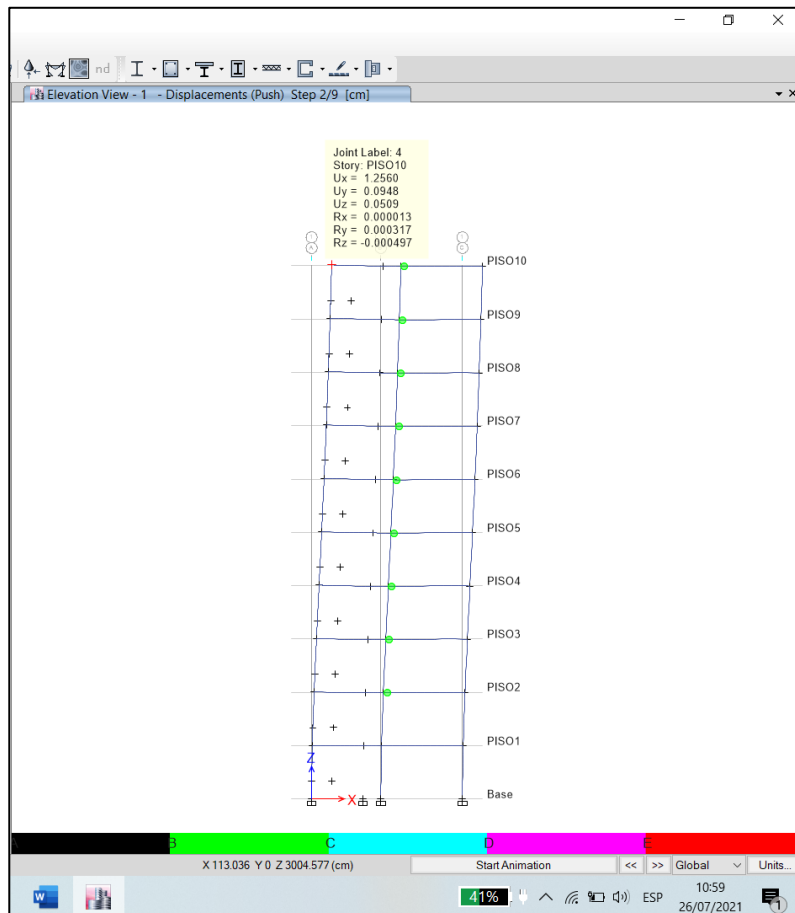 nd
Elevation View - 1 - Displacements (Push) Step 2/9 [cm]
Joint Label: 4
Story: PISO10
Ux = 1.2560
Uy = 0.0948
Uz = 0.0509
Rx = 0.000013
Ry = 0.000317
Rz = -0.000497
PISO10
PISO9
PISO8
PISO7
PISO6
PISO5
PISO4
PISO3
PISO2
PISO1
Z
X
Base
A B C D E
X 113.036 Y 0 Z 3004.577 (cm)
Start Animation
<< >>
Global
Units...
41%
ESP
10:59
26/07/2021
1